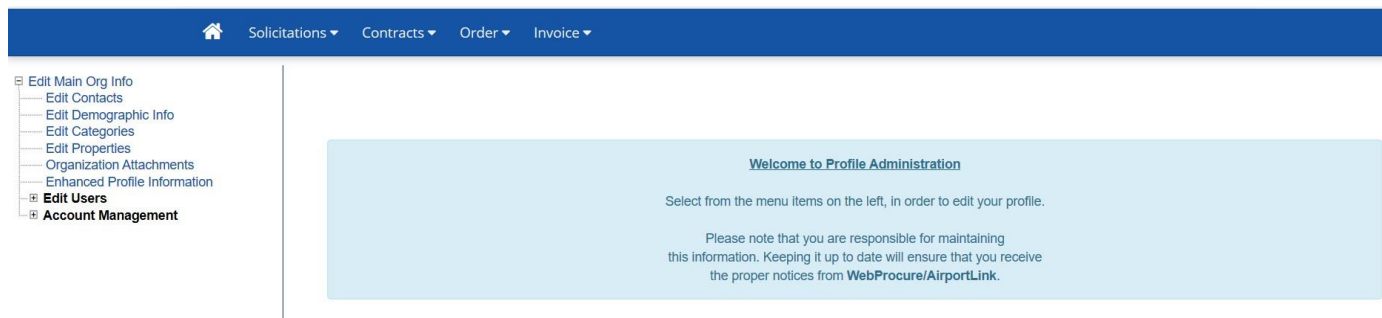 Solicitations Contracts Order Invoice
Edit Main Org Info
Edit Contacts
Edit Demographic Info
Edit Categories
Edit Properties
Organization Attachments
Enhanced Profile Information
Edit Users
Account Management
Welcome to Profile Administration
Select from the menu items on the left, in order to edit your profile.
Please note that you are responsible for maintaining
this information. Keeping it up to date will ensure that you receive
the proper notices from WebProcure/AirportLink.